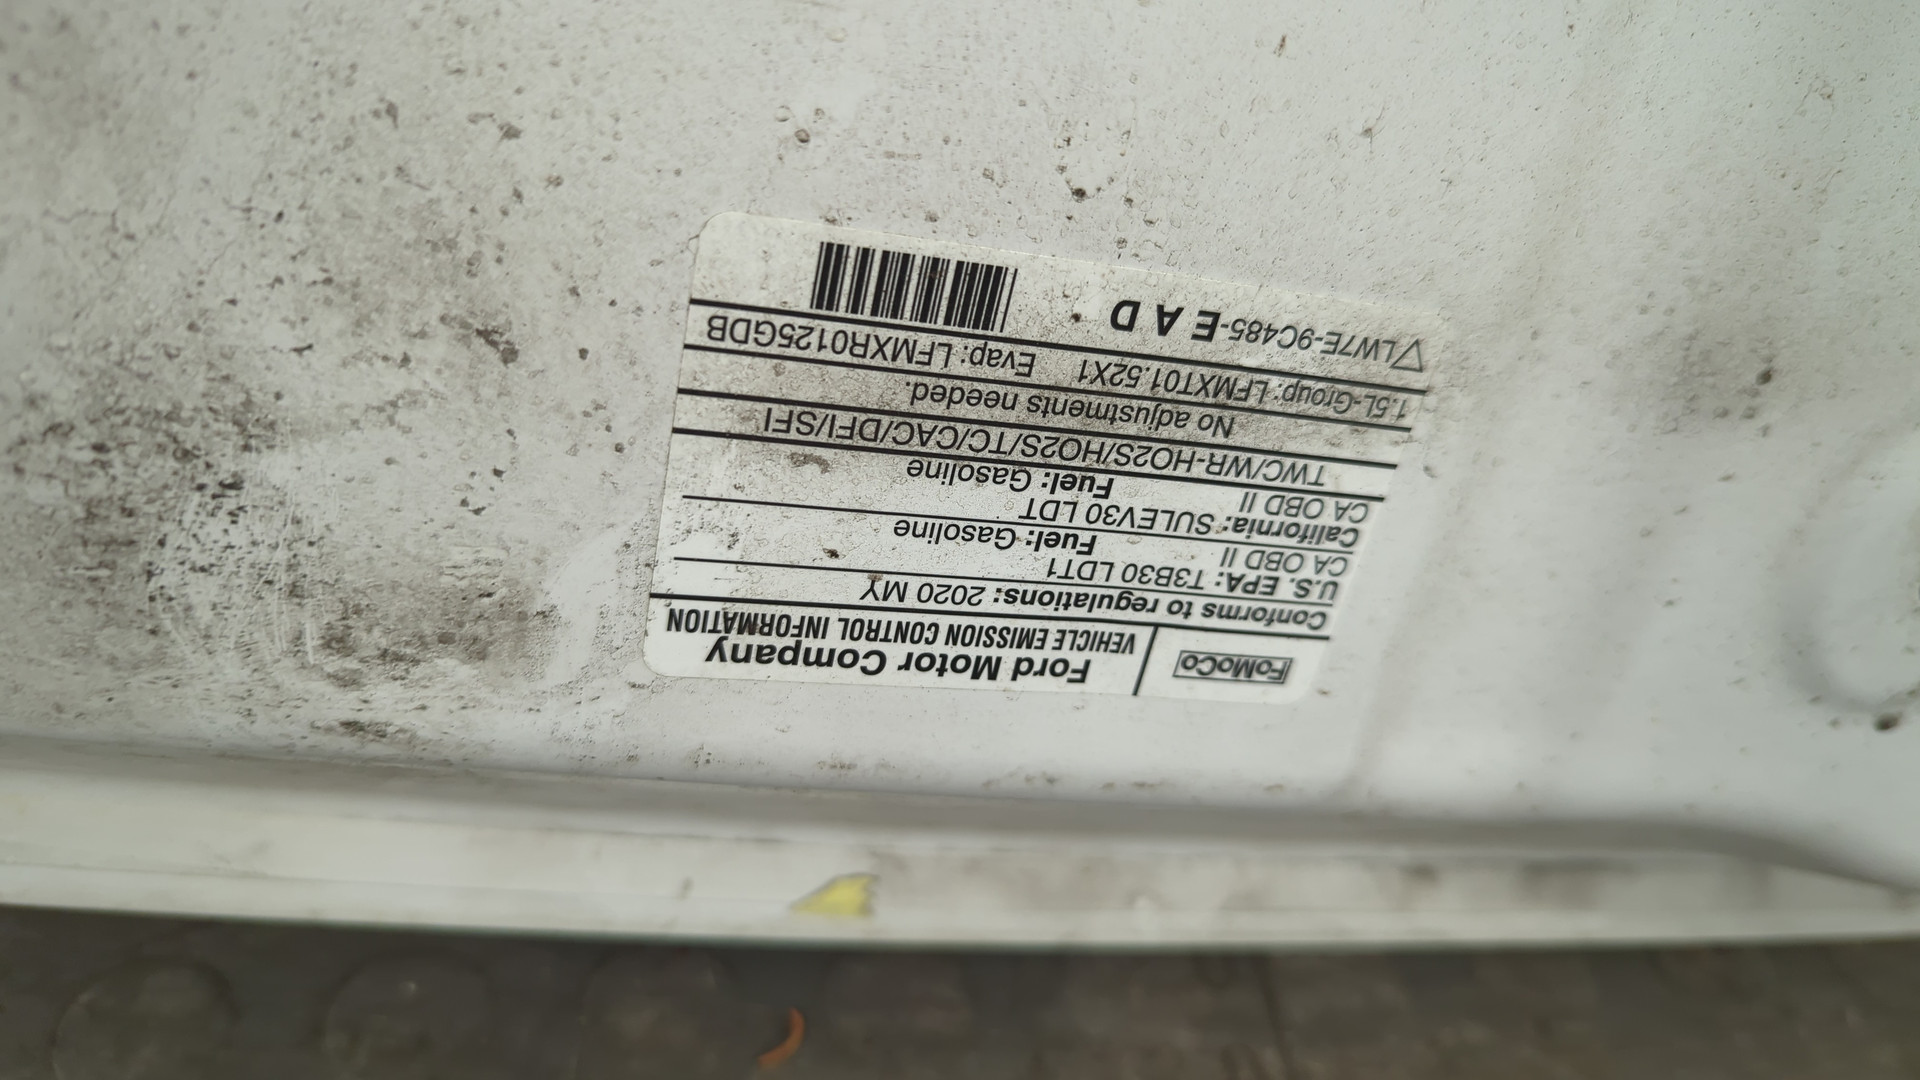 FoMoCo
Ford Motor Company
VEHICLE EMISSION CONTROL INFORMATION
Conforms to regulations: 2020 MY
U.S. EPA: T3B30 LDT1
CA OBD II Fuel: Gasoline
California: SULEV30 LDT
CA OBD II Fuel: Gasoline
TWC/WR-HO2S/HO2S/TC/CAC/DFI/SFI
No adjustments needed.
1.5L-Group: LFMXT01.52X1 Evap: LFMXR0125GDB
LW7E-9C485-E A D